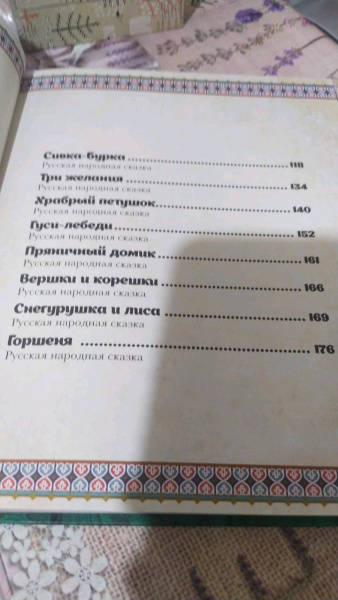 Сивка-бурка ........................ 118
Русская народная сказка
Три желания ........................ 134
Русская народная сказка
Храбрый петушок ........................ 140
Русская народная сказка
Гуси-лебеди ........................ 152
Русская народная сказка
Пряничный домик ........................ 161
Русская народная сказка
Вершки и корешки ........................ 166
Русская народная сказка
Снегурушка и лиса ........................ 169
Русская народная сказка
Горшеня ........................ 176
Русская народная сказка